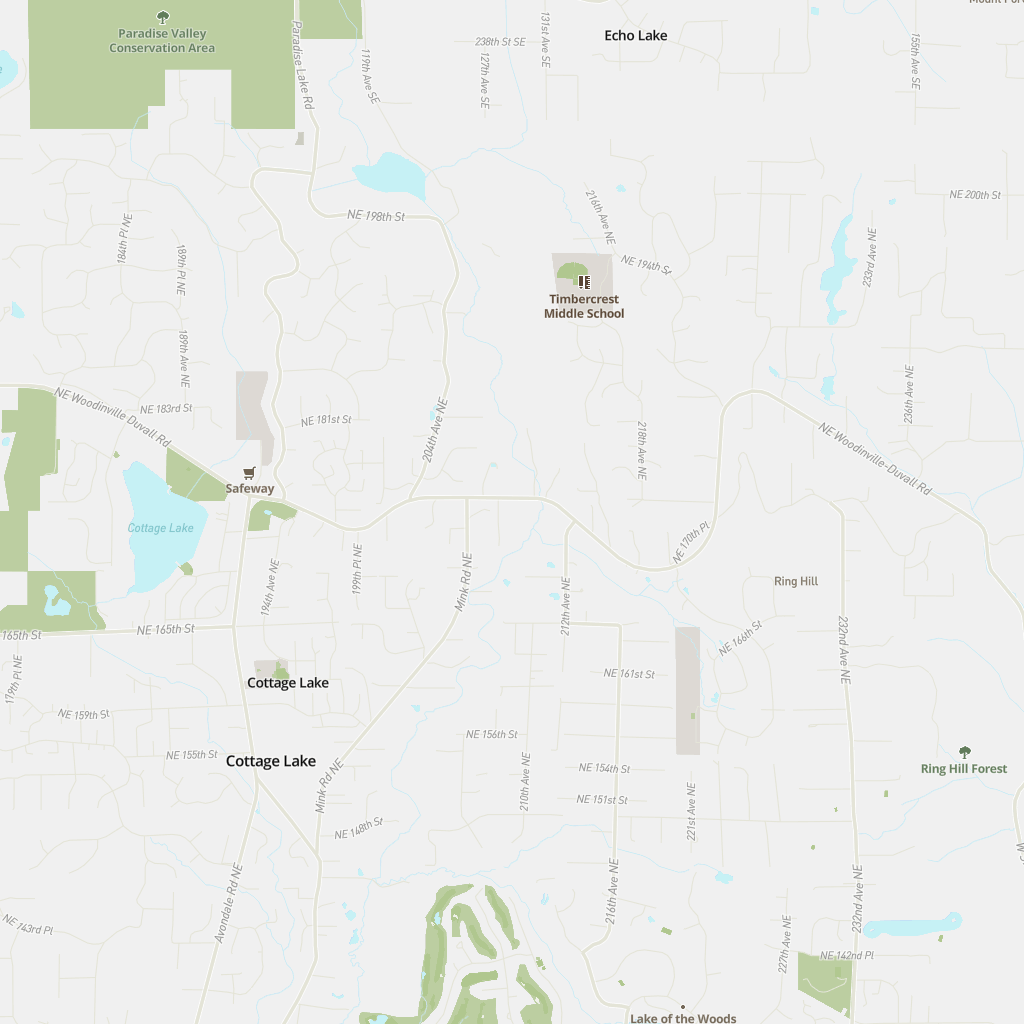 Paradise Valley
Conservation Area
Paradise Lake Rd
119th Ave SE
238th St SE
127th Ave SE
131st Ave SE
Echo Lake
155th Ave SE
184th Pl NE
189th Pl NE
189th Ave NE
NE 198th St
216th Ave NE
NE 194th St
NE 200th St
233rd Ave NE
Timbercrest
Middle School
NE Woodinville Duvall Rd
NE 183rd St
NE 181st St
204th Ave NE
218th Ave NE
236th Ave NE
NE Woodinville-Duvall Rd
Safeway
Cottage Lake
NE 170th Pl
194th Ave NE
199th Pl NE
Mink Rd NE
212th Ave NE
Ring Hill
165th St
NE 165th St
NE 166th St
232nd Ave NE
179th Pl NE
Cottage Lake
NE 161st St
NE 159th St
NE 155th St
Cottage Lake
NE 156th St
Mink Rd NE
210th Ave NE
NE 154th St
NE 151st St
221st Ave NE
Ring Hill Forest
NE 148th St
Avondale Rd NE
NE 143rd Pl
216th Ave NE
232nd Ave NE
227th Ave NE
NE 142nd Pl
Lake of the Woods